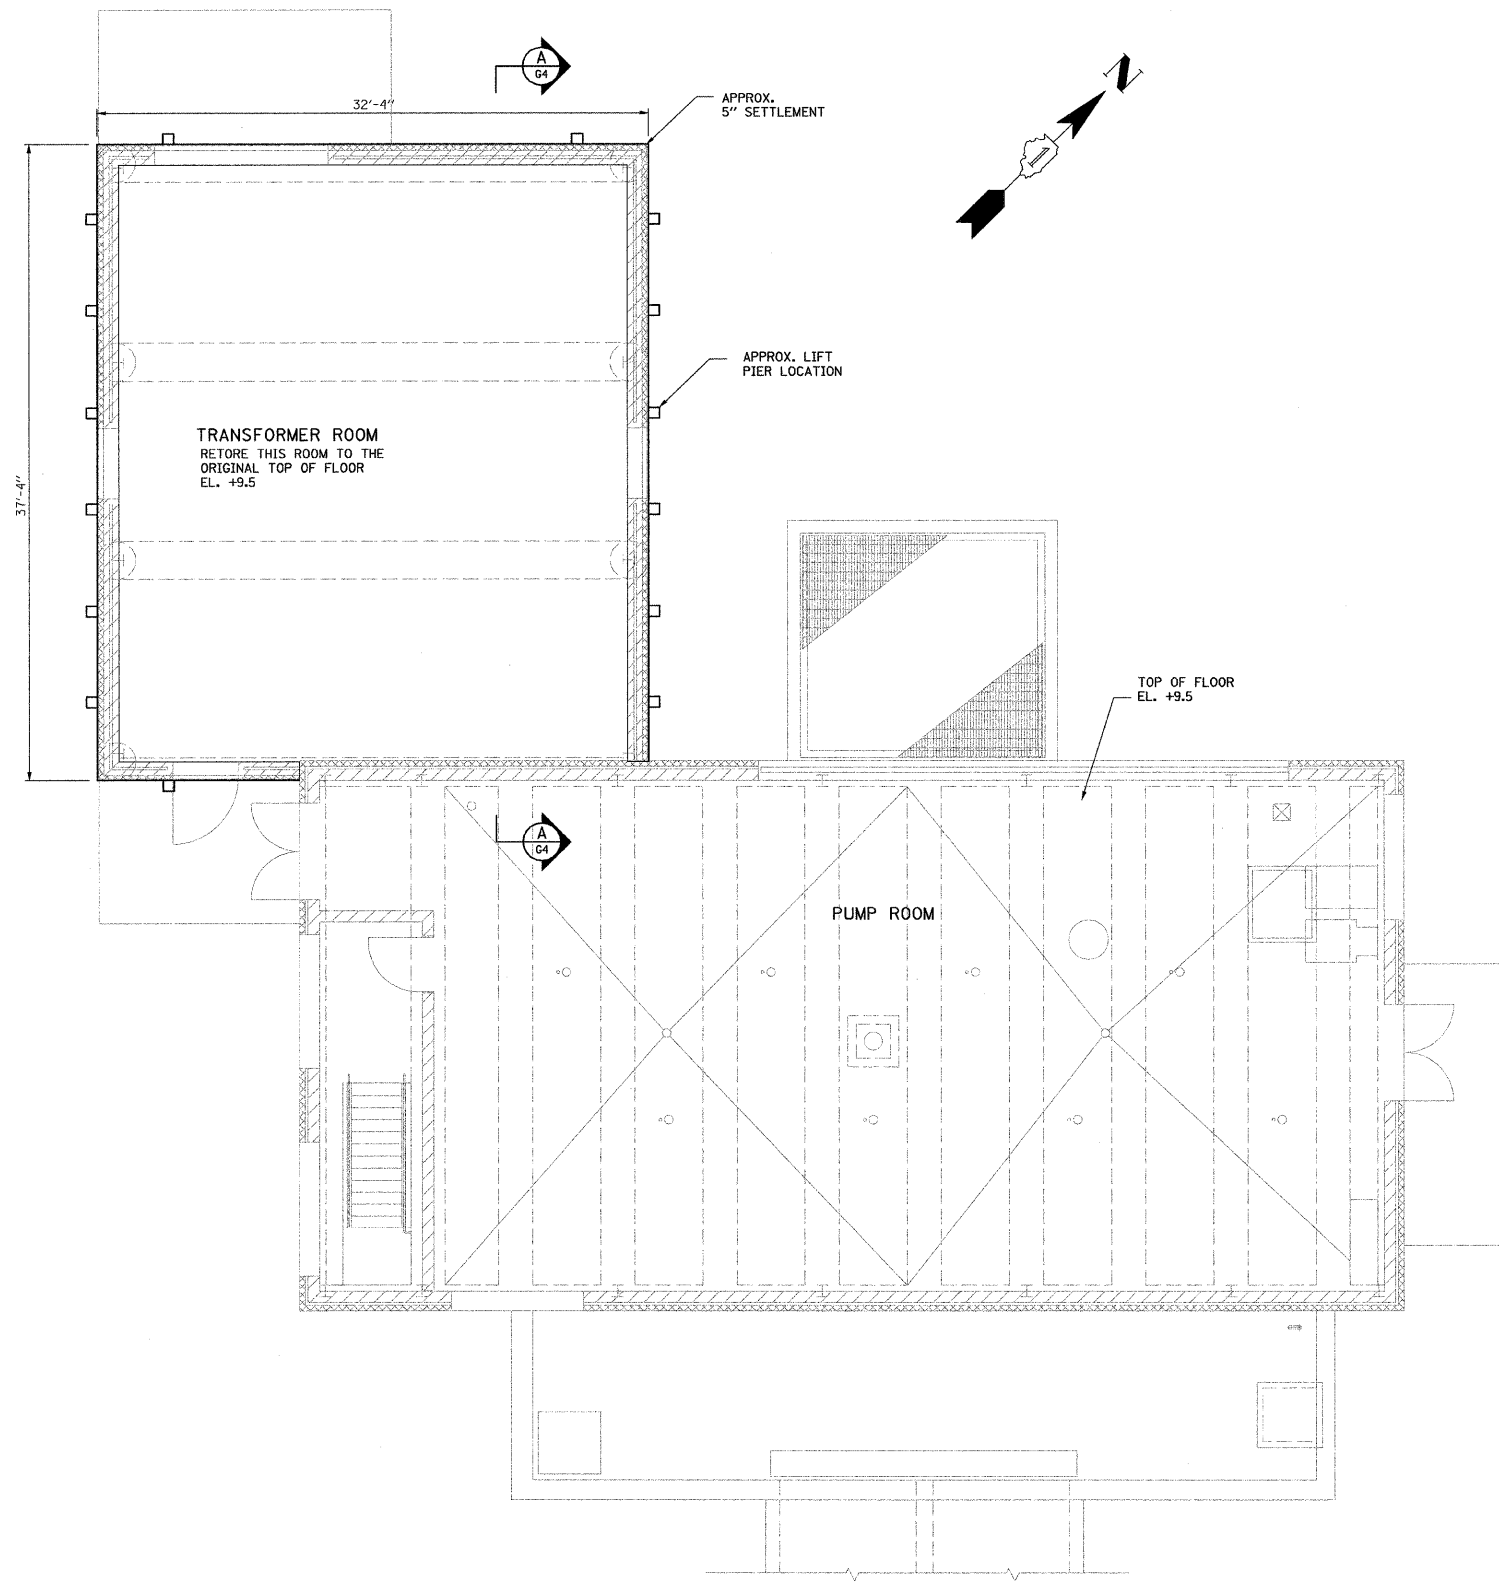 A
G4
N
1
32'-4"
APPROX.
5" SETTLEMENT
APPROX. LIFT
PIER LOCATION
TRANSFORMER ROOM
RETORE THIS ROOM TO THE
ORIGINAL TOP OF FLOOR
EL. +9.5
37'-4"
TOP OF FLOOR
EL. +9.5
A
G4
PUMP ROOM